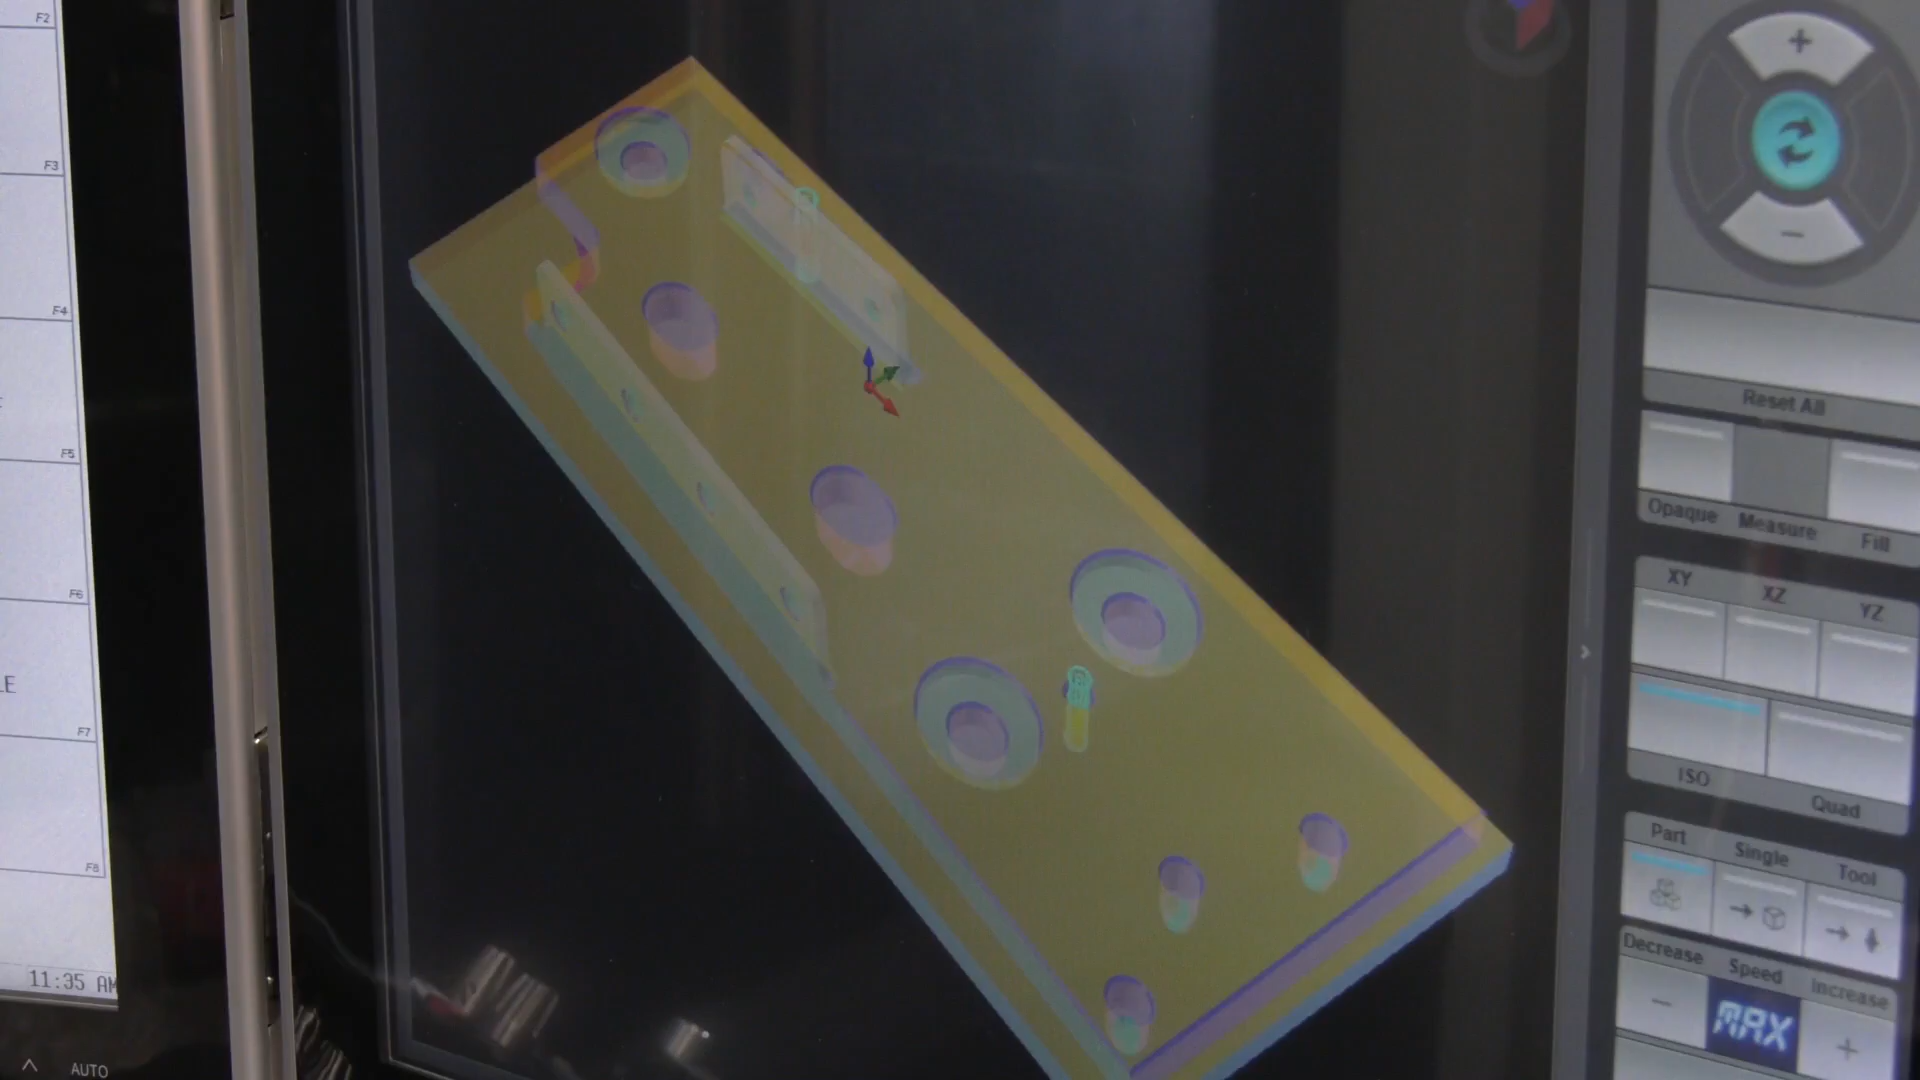 F2
F3
F4
F5
F6
LE
F7
F8
11:35 AM
AUTO
+
−
Reset All
Opaque Measure Fill
XY XZ YZ
ISO Quad
Part Single Tool
Decrease Speed Increase
− MAX +